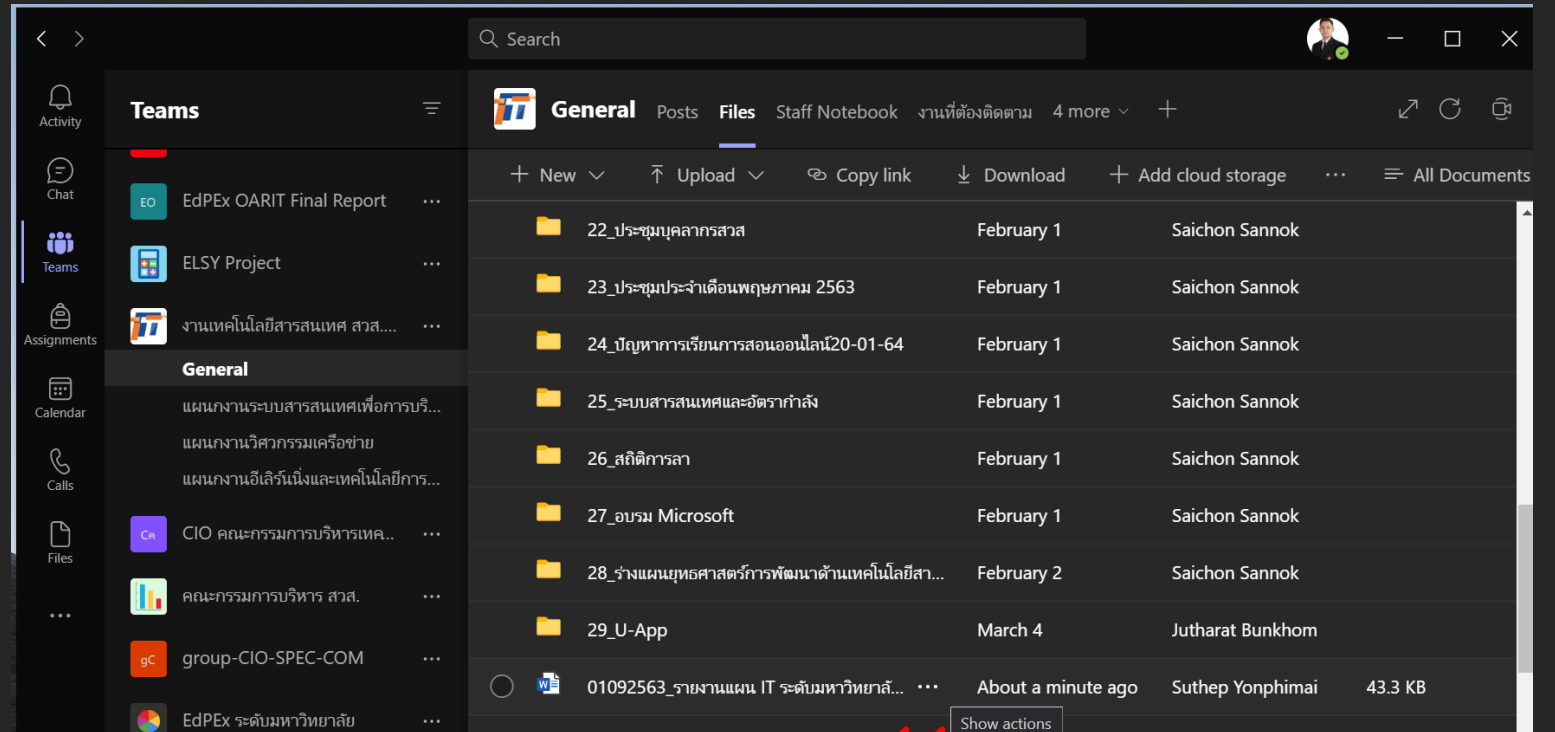 Search
Activity
Chat
Teams
Assignments
Calendar
Calls
Files
Teams
EO EdPEx OARIT Final Report
ELSY Project
งานเทคโนโลยีสารสนเทศ สวส....
General
แผนกงานระบบสารสนเทศเพื่อการบริ...
แผนกงานวิศวกรรมเครือข่าย
แผนกงานอีเลิร์นนิ่งและเทคโนโลยีการ...
Cค CIO คณะกรรมการบริหารเทค...
คณะกรรมการบริหาร สวส.
gC group-CIO-SPEC-COM
EdPEx ระดับมหาวิทยาลัย
IT General Posts Files Staff Notebook งานที่ต้องติดตาม 4 more
New Upload Copy link Download Add cloud storage ... All Documents
22_ประชุมบุคลากรสวส February 1 Saichon Sannok
23_ประชุมประจำเดือนพฤษภาคม 2563 February 1 Saichon Sannok
24_ปัญหาการเรียนการสอนออนไลน์20-01-64 February 1 Saichon Sannok
25_ระบบสารสนเทศและอัตรากำลัง February 1 Saichon Sannok
26_สถิติการลา February 1 Saichon Sannok
27_อบรม Microsoft February 1 Saichon Sannok
28_ร่างแผนยุทธศาสตร์การพัฒนาด้านเทคโนโลยีสา... February 2 Saichon Sannok
29_U-App March 4 Jutharat Bunkhom
01092563_รายงานแผน IT ระดับมหาวิทยาลั... ... About a minute ago Suthep Yonphimai 43.3 KB
Show actions